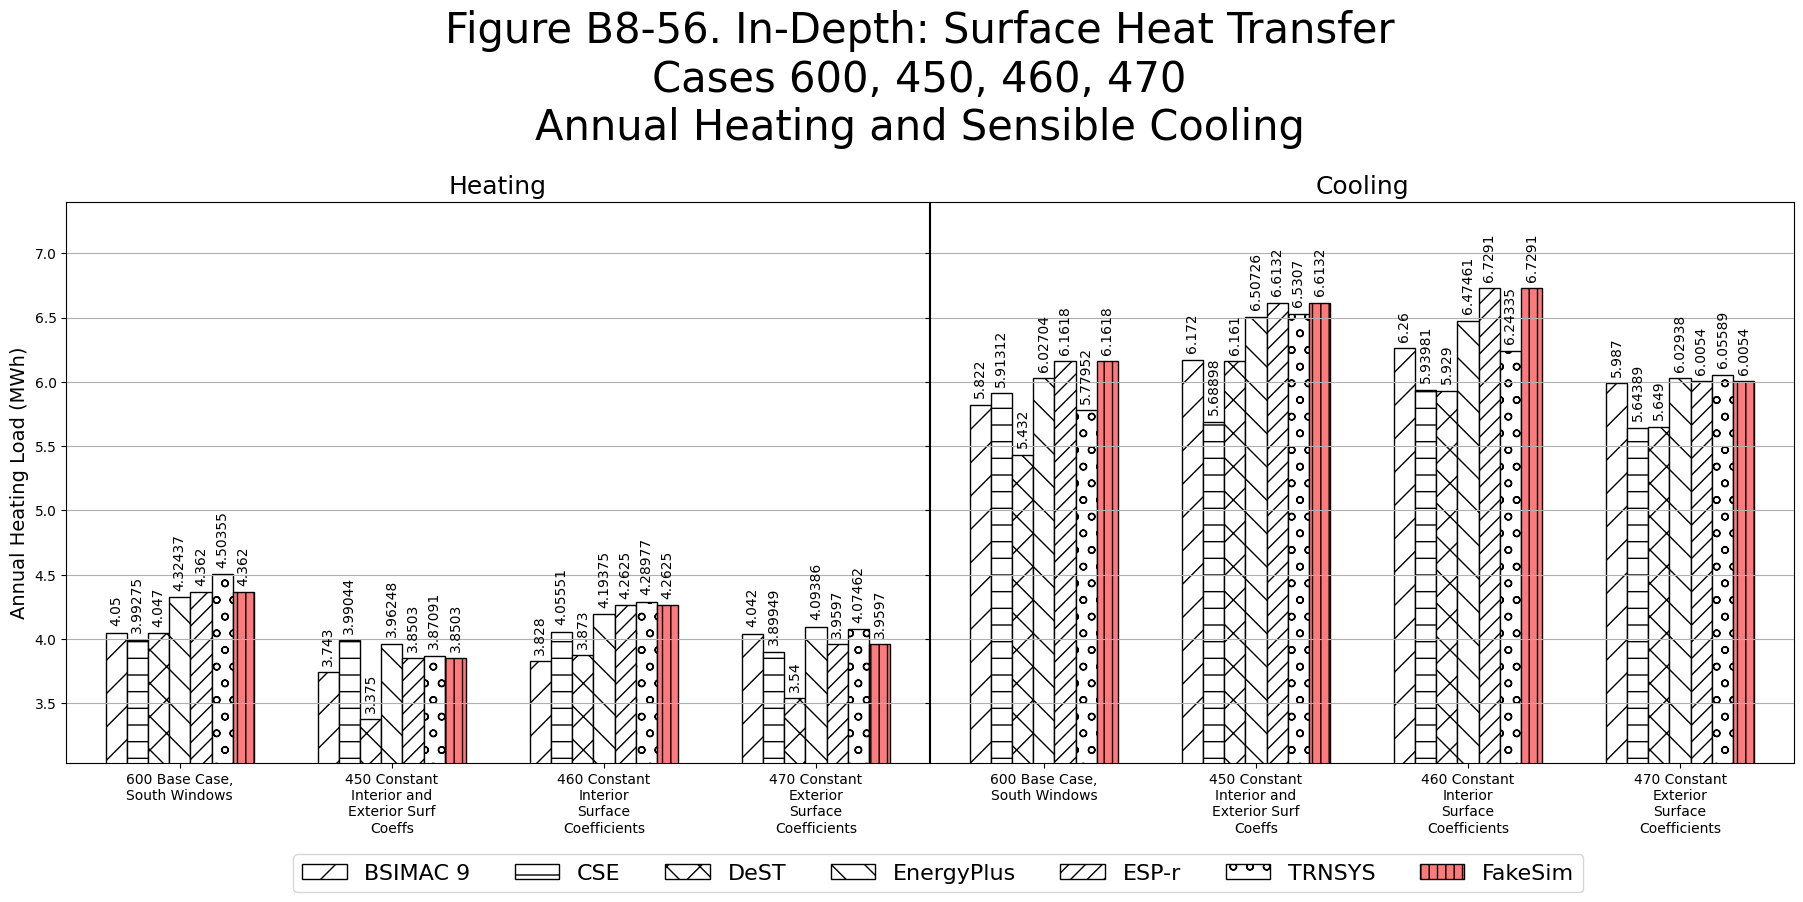 Figure B8-56. In-Depth: Surface Heat Transfer
Cases 600, 450, 460, 470
Annual Heating and Sensible Cooling
Heating
Cooling
Annual Heating Load (MWh)
7.0
6.5
6.0
5.5
5.0
4.5
4.0
3.5
4.05
3.99275
4.047
4.32437
4.362
4.50355
4.362
3.743
3.99044
3.375
3.96248
3.8503
3.87091
3.8503
3.828
4.05551
3.873
4.19375
4.2625
4.28977
4.2625
4.042
3.89949
3.54
4.09386
3.9597
4.07462
3.9597
5.822
5.91312
5.432
6.02704
6.1618
5.77952
6.1618
6.172
5.68898
6.161
6.50726
6.6132
6.5307
6.6132
6.26
5.93981
5.929
6.47461
6.7291
6.24335
6.7291
5.987
5.64389
5.649
6.02938
6.0054
6.05589
6.0054
600 Base Case,
South Windows
450 Constant
Interior and
Exterior Surf
Coeffs
460 Constant
Interior
Surface
Coefficients
470 Constant
Exterior
Surface
Coefficients
600 Base Case,
South Windows
450 Constant
Interior and
Exterior Surf
Coeffs
460 Constant
Interior
Surface
Coefficients
470 Constant
Exterior
Surface
Coefficients
BSIMAC 9
CSE
DeST
EnergyPlus
ESP-r
TRNSYS
FakeSim